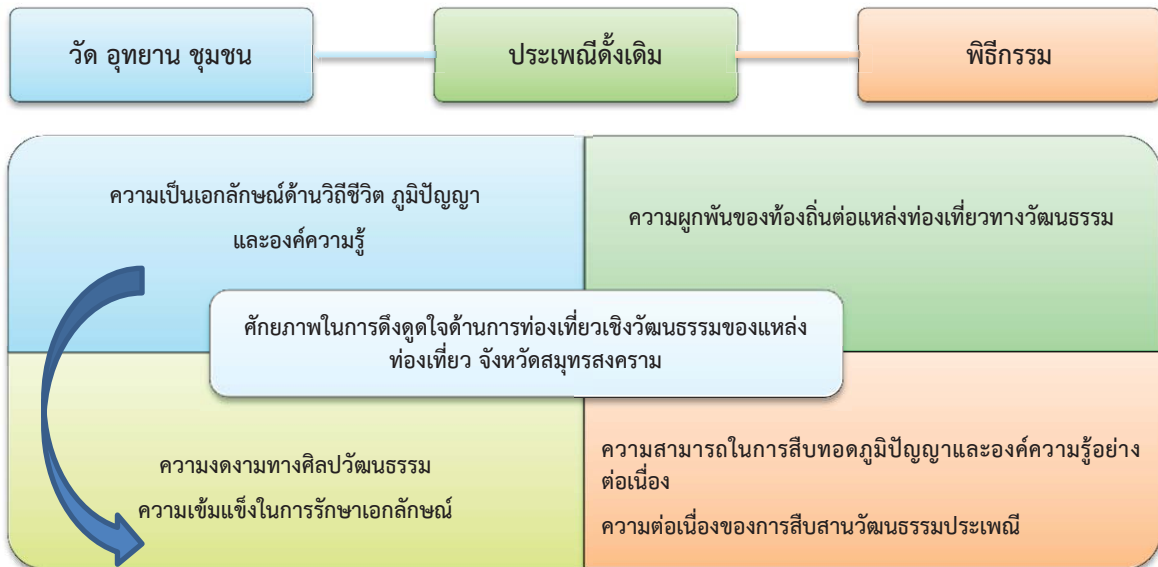 วัด อุทยาน ชุมชน
ประเพณีดั้งเดิม
พิธีกรรม
ความเป็นเอกลักษณ์ด้านวิถีชีวิต ภูมิปัญญา
และองค์ความรู้
ความผูกพันของท้องถิ่นต่อแหล่งท่องเที่ยวทางวัฒนธรรม
ศักยภาพในการดึงดูดใจด้านการท่องเที่ยวเชิงวัฒนธรรมของแหล่ง
ท่องเที่ยว จังหวัดสมุทรสงคราม
ความงดงามทางศิลปวัฒนธรรม
ความเข้มแข็งในการรักษาเอกลักษณ์
ความสามารถในการสืบทอดภูมิปัญญาและองค์ความรู้อย่าง
ต่อเนื่อง
ความต่อเนื่องของการสืบสานวัฒนธรรมประเพณี